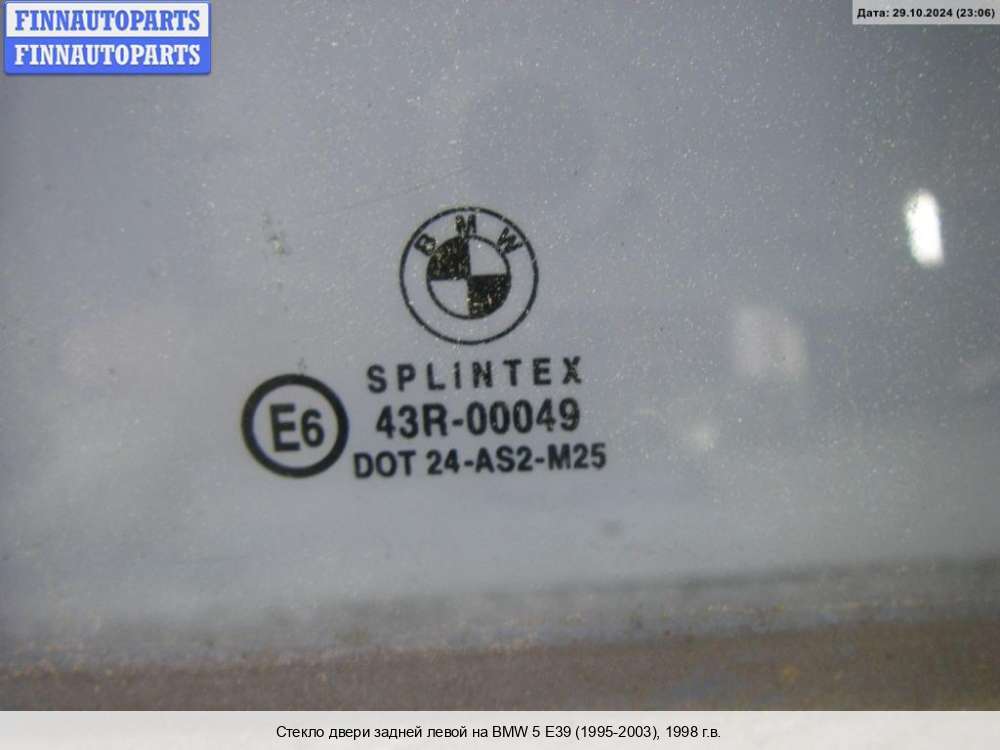 FINNAUTOPARTS
FINNAUTOPARTS
Дата: 29.10.2024 (23:06)
BMW
SPLINTEX
E6
43R-00049
DOT 24-AS2-M25
Стекло двери задней левой на BMW 5 E39 (1995-2003), 1998 г.в.